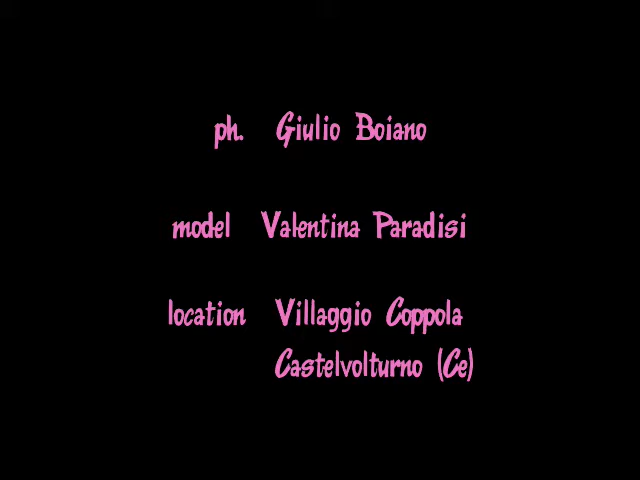 ph. Giulio Boiano
model Valentina Paradisi
location Villaggio Coppola
Castelvolturno (Ce)